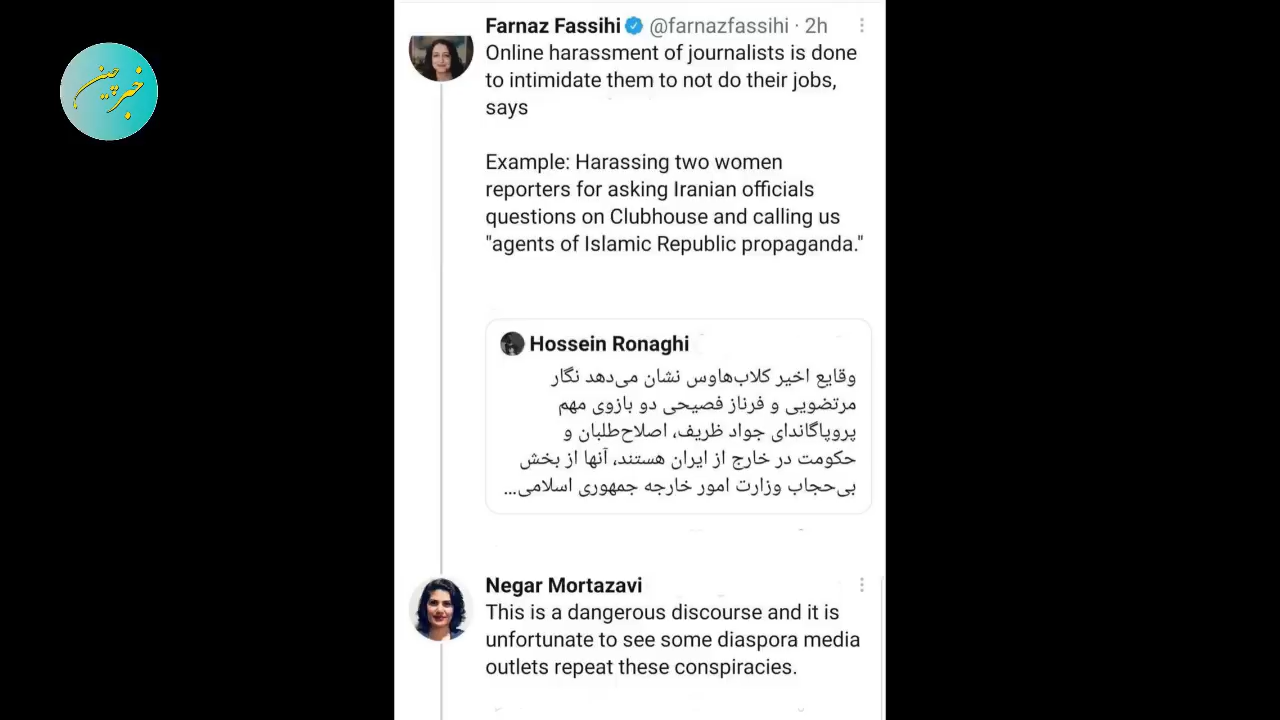 خبرچین
Farnaz Fassihi @farnazfassihi · 2h
Online harassment of journalists is done
to intimidate them to not do their jobs,
says
Example: Harassing two women
reporters for asking Iranian officials
questions on Clubhouse and calling us
"agents of Islamic Republic propaganda."
Hossein Ronaghi
وقایع اخیر کلاب‌هاوس نشان می‌دهد نگار
مرتضویی و فرناز فصیحی دو بازوی مهم
پروپاگاندای جواد ظریف، اصلاح‌طلبان و
حکومت در خارج از ایران هستند، آنها از بخش
بی‌حجاب وزارت امور خارجه جمهوری اسلامی...
Negar Mortazavi
This is a dangerous discourse and it is
unfortunate to see some diaspora media
outlets repeat these conspiracies.